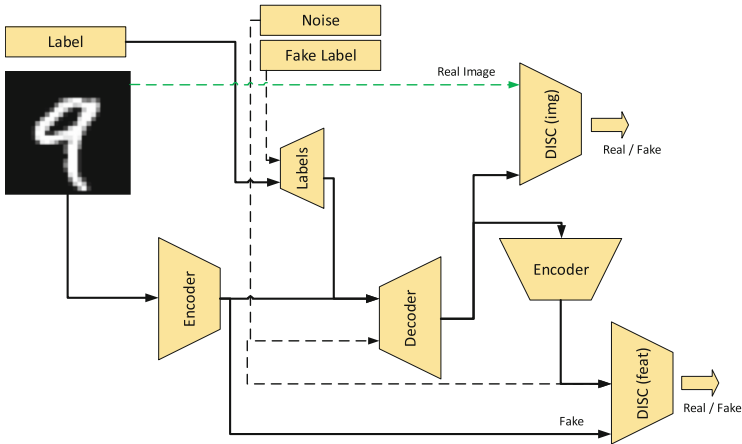 Noise
Label
Fake Label
Real Image
DISC (img)
Real / Fake
Labels
Encoder
Decoder
Encoder
DISC (feat)
Real / Fake
Fake